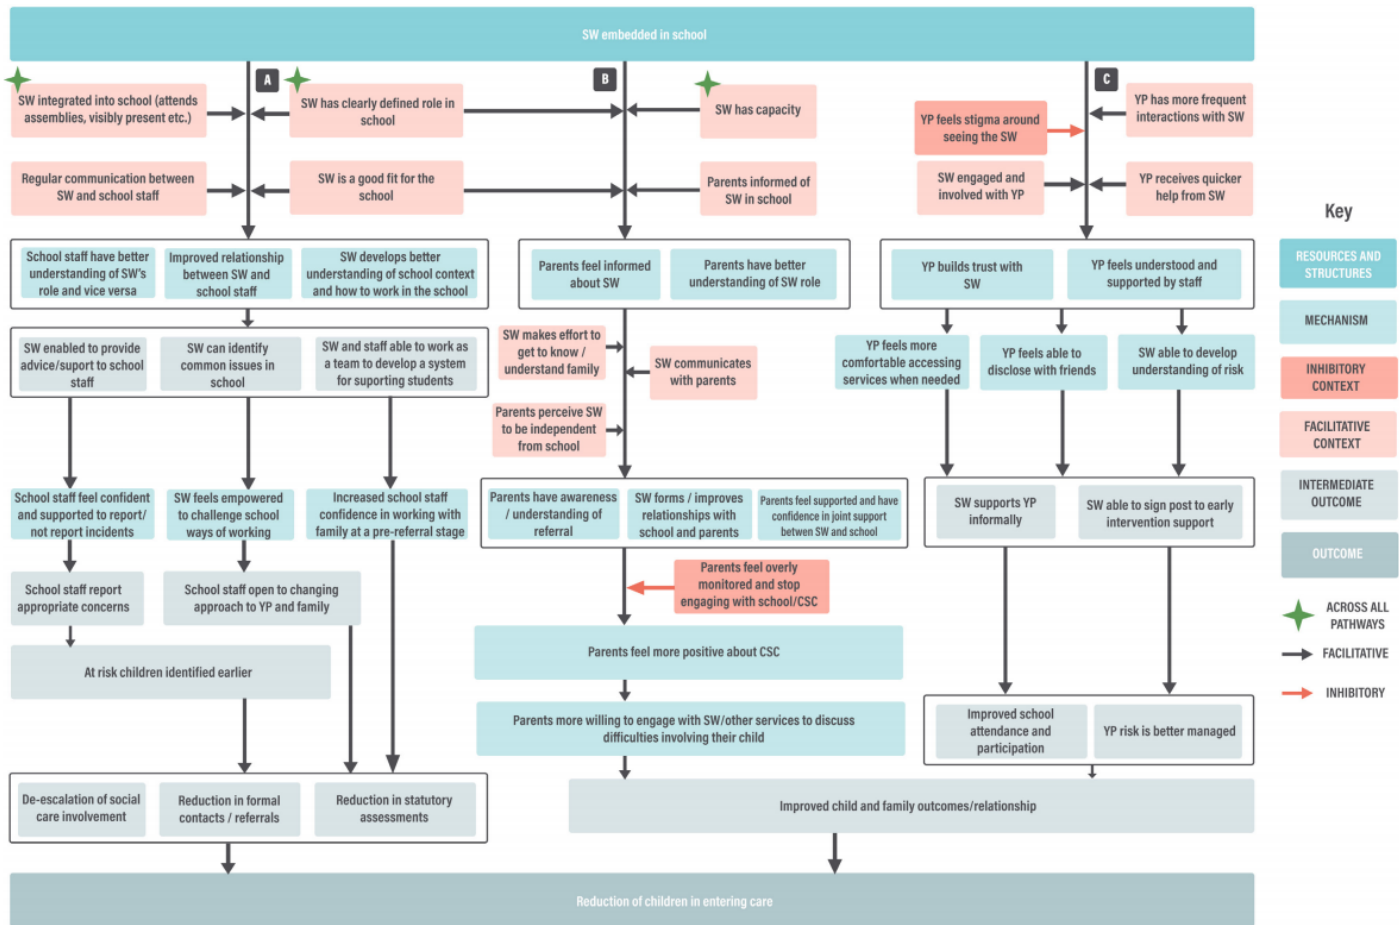 SW embedded in school
A
B
C
SW integrated into school (attends
assemblies, visibly present etc.)
SW has clearly defined role in
school
SW has capacity
YP feels stigma around
seeing the SW
YP has more frequent
interactions with SW
Regular communication between
SW and school staff
SW is a good fit for the
school
Parents informed of
SW in school
SW engaged and
involved with YP
YP receives quicker
help from SW
School staff have better
understanding of SW's
role and vice versa
Improved relationship
between SW and
school staff
SW develops better
understanding of school context
and how to work in the school
Parents feel informed
about SW
Parents have better
understanding of SW role
YP builds trust with
SW
YP feels understood and
supported by staff
SW enabled to provide
advice/suport to school
staff
SW can identify
common issues in
school
SW and staff able to work as
a team to develop a system
for suporting students
SW makes effort to
get to know /
understand family
SW communicates
with parents
Parents perceive SW
to be independent
from school
YP feels more
comfortable accessing
services when needed
YP feels able to
disclose with friends
SW able to develop
understanding of risk
School staff feel confident
and supported to report/
not report incidents
SW feels empowered
to challenge school
ways of working
Increased school staff
confidence in working with
family at a pre-referral stage
Parents have awareness
/ understanding of
referral
SW forms / improves
relationships with
school and parents
Parents feel supported and have
confidence in joint support
betwen SW and school
SW supports YP
informally
SW able to sign post to early
intervention support
School staff report
appropriate concerns
School staff open to changing
approach to YP and family
Parents feel overly
monitored and stop
engaging with school/CSC
At risk children identified earlier
Parents feel more positive about CSC
Parents more willing to engage with SW/other services to discuss
difficulties involving their child
Improved school
attendance and
participation
YP risk is better managed
De-escalation of social
care involvement
Reduction in formal
contacts / referrals
Reduction in statutory
assessments
Improved child and family outcomes/relationship
Reduction of children in entering care
Key
RESOURCES AND
STRUCTURES
MECHANISM
INHIBITORY
CONTEXT
FACILITATIVE
CONTEXT
INTERMEDIATE
OUTCOME
OUTCOME
ACROSS ALL
PATHWAYS
FACILITATIVE
INHIBITORY